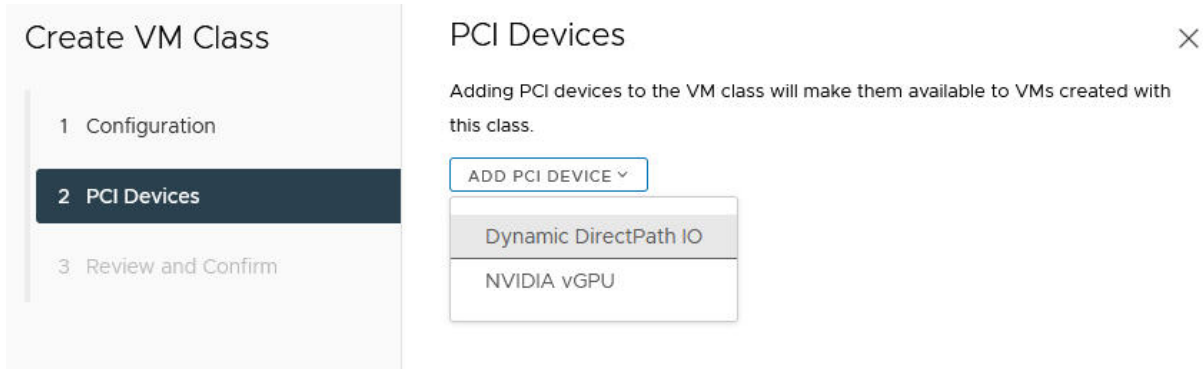 Create VM Class
1 Configuration
2 PCI Devices
3 Review and Confirm
PCI Devices
Adding PCI devices to the VM class will make them available to VMs created with
this class.
ADD PCI DEVICE
Dynamic DirectPath IO
NVIDIA vGPU